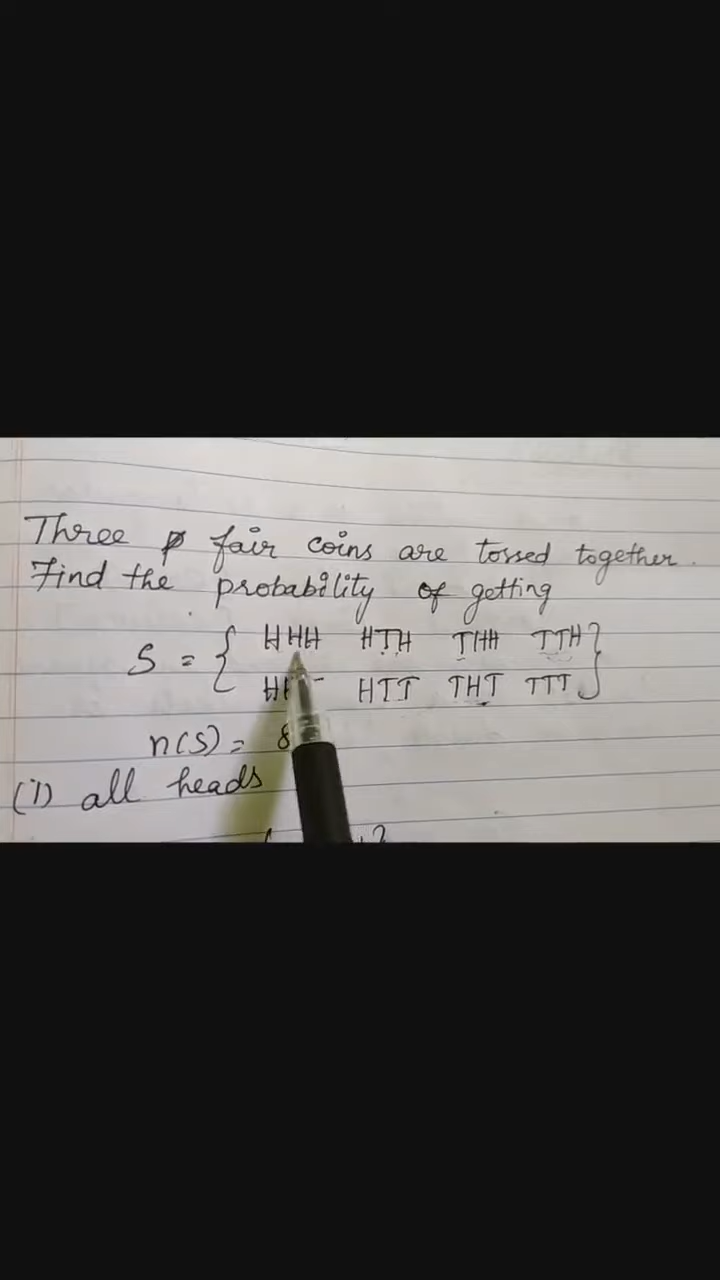 Three fair coins are tossed together.
Find the probability of getting
S = { HHH HTH THH TTH }
HTT THT TTT
n(S) = 8
(i) all heads